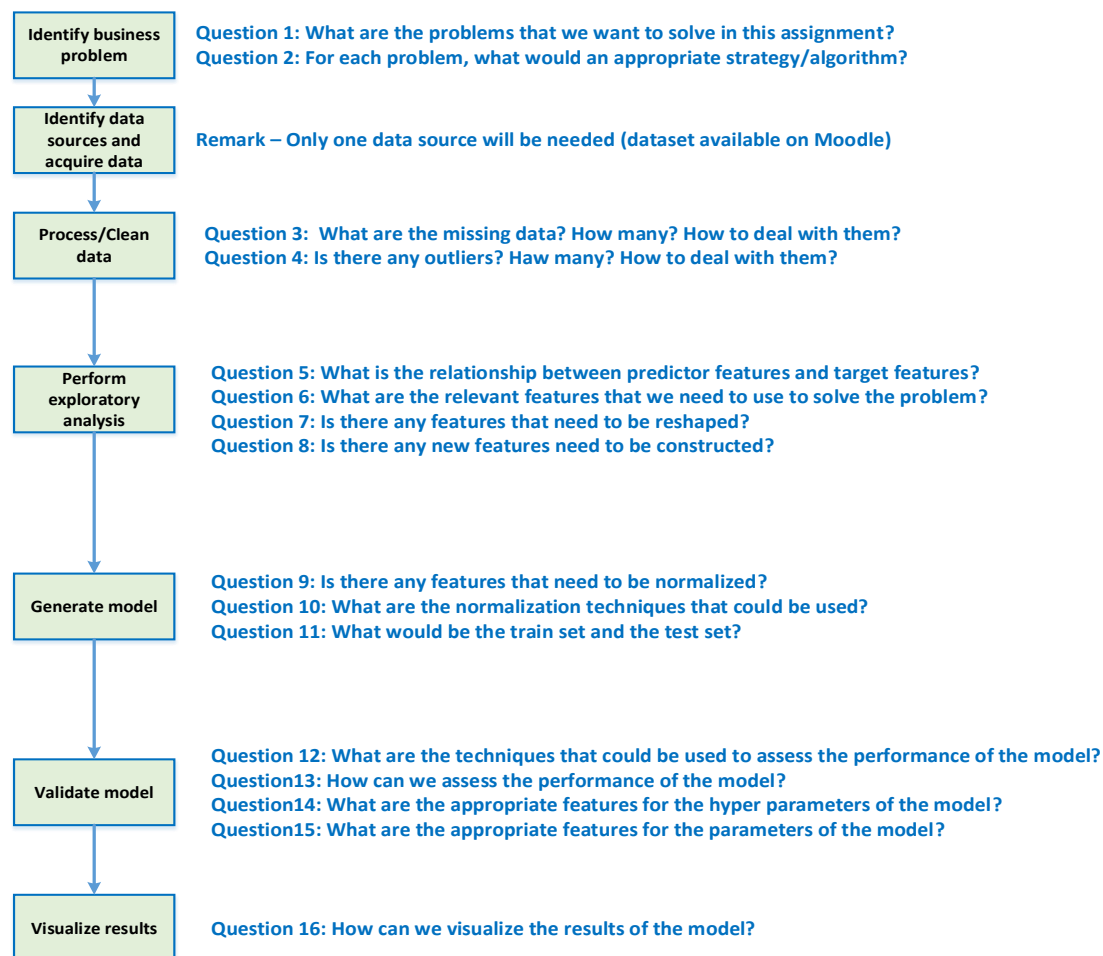 Identify business
problem
Question 1: What are the problems that we want to solve in this assignment?
Question 2: For each problem, what would an appropriate strategy/algorithm?
Identify data
sources and
acquire data
Remark – Only one data source will be needed (dataset available on Moodle)
Process/Clean
data
Question 3:  What are the missing data? How many? How to deal with them?
Question 4: Is there any outliers? Haw many? How to deal with them?
Perform
exploratory
analysis
Question 5: What is the relationship between predictor features and target features?
Question 6: What are the relevant features that we need to use to solve the problem?
Question 7: Is there any features that need to be reshaped?
Question 8: Is there any new features need to be constructed?
Generate model
Question 9: Is there any features that need to be normalized?
Question 10: What are the normalization techniques that could be used?
Question 11: What would be the train set and the test set?
Validate model
Question 12: What are the techniques that could be used to assess the performance of the model?
Question13: How can we assess the performance of the model?
Question14: What are the appropriate features for the hyper parameters of the model?
Question15: What are the appropriate features for the parameters of the model?
Visualize results
Question 16: How can we visualize the results of the model?